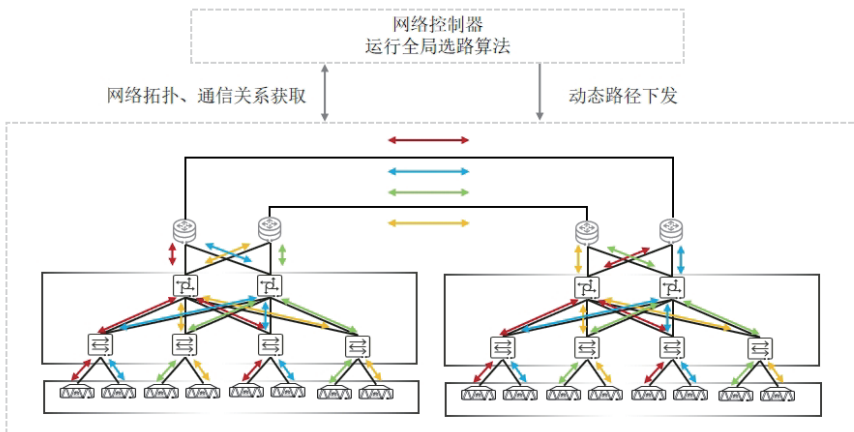 网络控制器
运行全局选路算法
网络拓扑、通信关系获取
动态路径下发